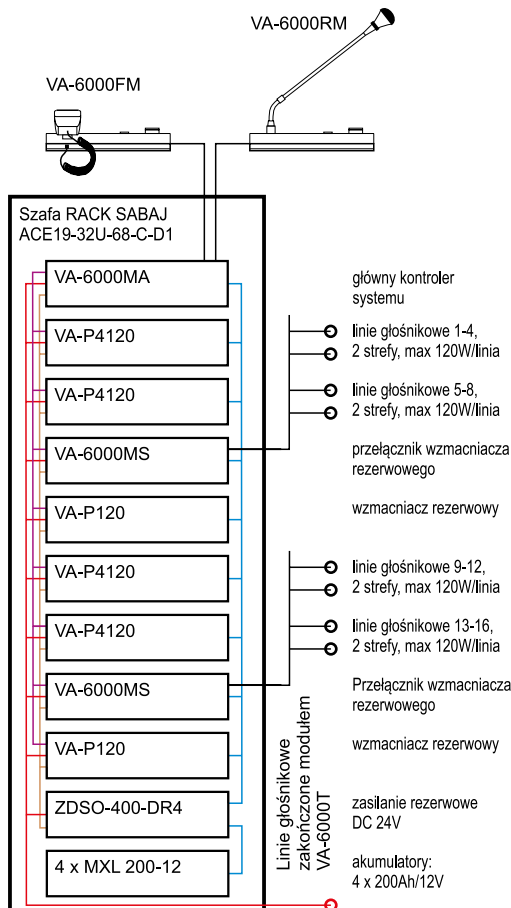 VA-6000RM
VA-6000FM
Szafa RACK SABAJ
ACE19-32U-68-C-D1
VA-6000MA
główny kontroler
systemu
VA-P4120
linie głośnikowe 1-4,
2 strefy, max 120W/linia
VA-P4120
linie głośnikowe 5-8,
2 strefy, max 120W/linia
VA-6000MS
przełącznik wzmacniacza
rezerwowego
VA-P120
wzmacniacz rezerwowy
VA-P4120
linie głośnikowe 9-12,
2 strefy, max 120W/linia
VA-P4120
linie głośnikowe 13-16,
2 strefy, max 120W/linia
VA-6000MS
Przełącznik wzmacniacza
rezerwowego
VA-P120
wzmacniacz rezerwowy
Linie głośnikowe
zakończone modułem
VA-6000T
ZDSO-400-DR4
zasilanie rezerwowe
DC 24V
4 x MXL 200-12
akumulatory:
4 x 200Ah/12V